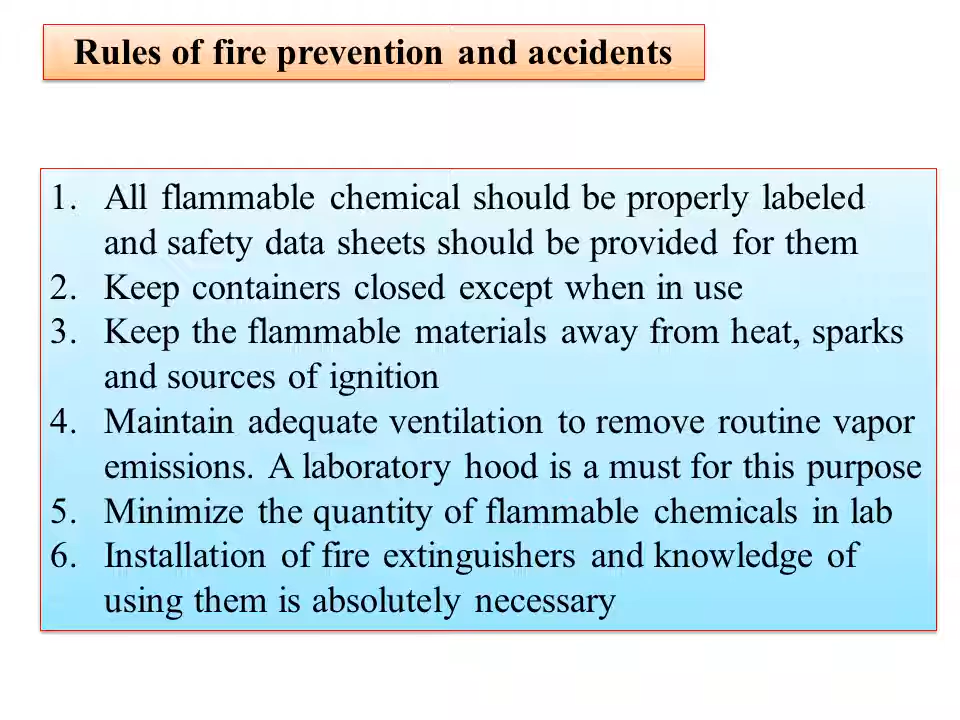 Rules of fire prevention and accidents
1. All flammable chemical should be properly labeled
and safety data sheets should be provided for them
2. Keep containers closed except when in use
3. Keep the flammable materials away from heat, sparks
and sources of ignition
4. Maintain adequate ventilation to remove routine vapor
emissions. A laboratory hood is a must for this purpose
5. Minimize the quantity of flammable chemicals in lab
6. Installation of fire extinguishers and knowledge of
using them is absolutely necessary